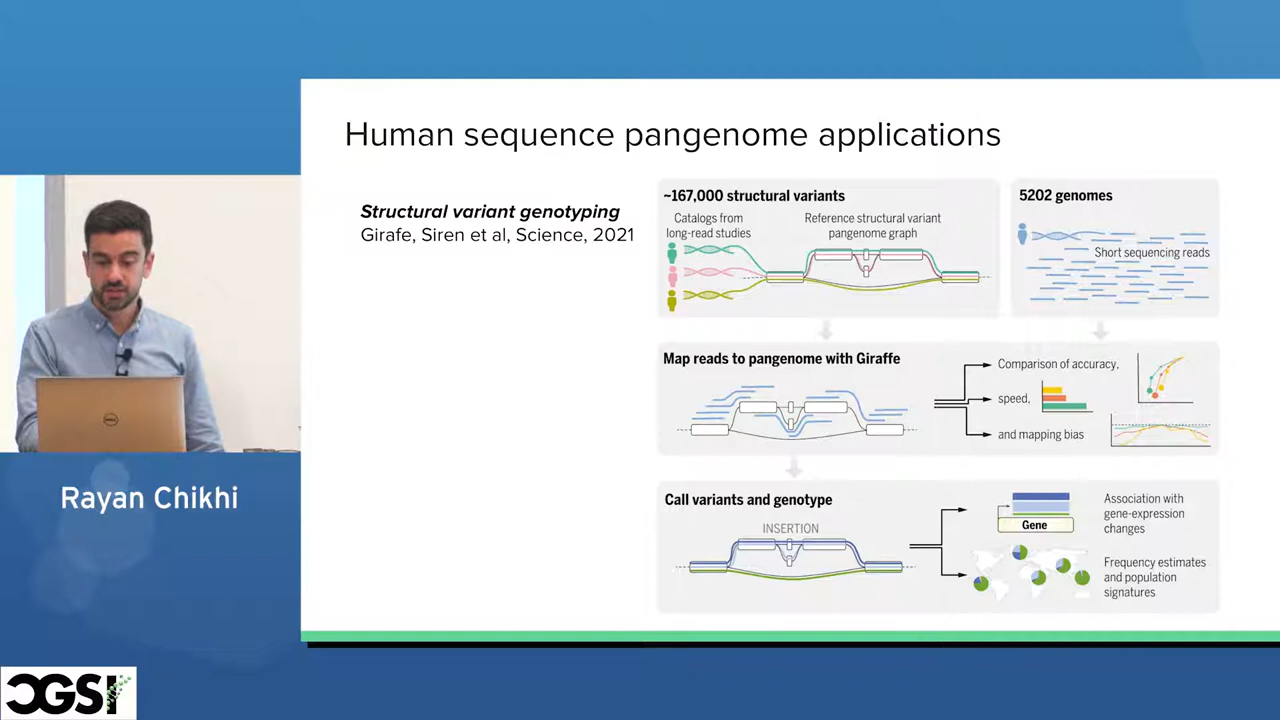 Human sequence pangenome applications
Structural variant genotyping
Girafe, Siren et al, Science, 2021
~167,000 structural variants
Catalogs from
long-read studies
Reference structural variant
pangenome graph
5202 genomes
Short sequencing reads
Map reads to pangenome with Giraffe
Comparison of accuracy,
speed,
and mapping bias
Call variants and genotype
INSERTION
Gene
Association with
gene-expression
changes
Frequency estimates
and population
signatures
DELL
Rayan Chikhi
CGSI